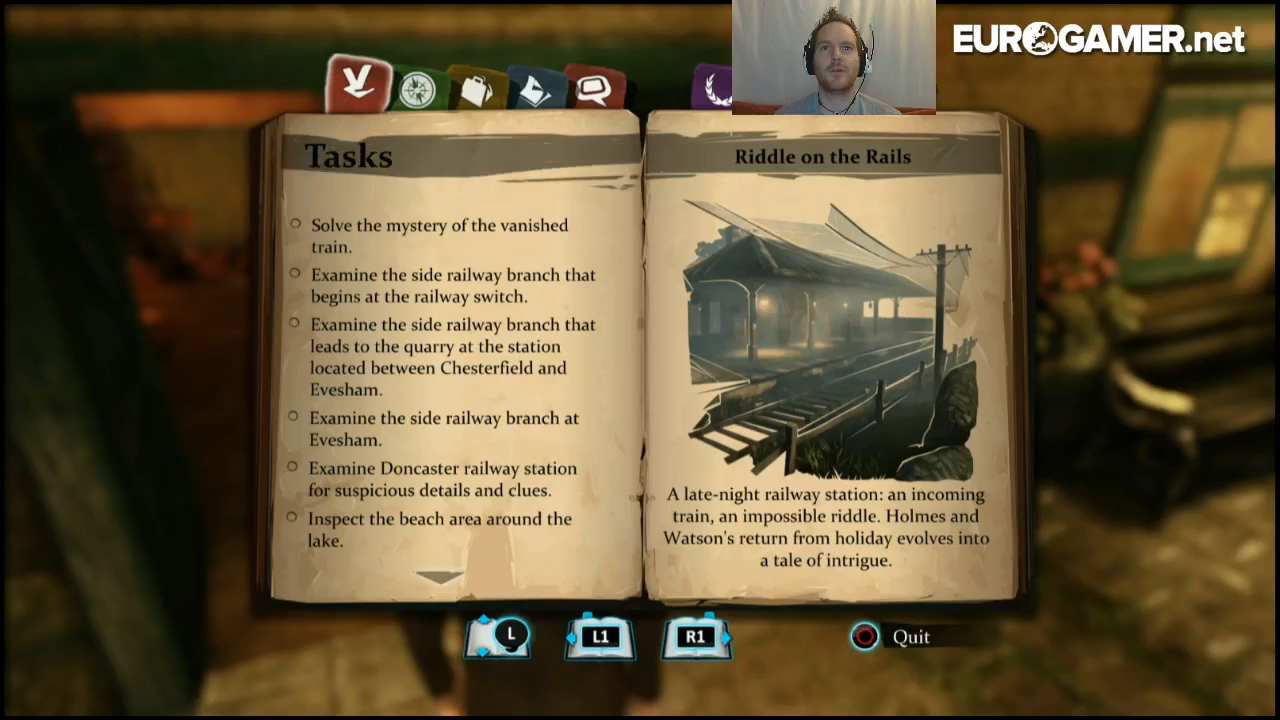 EUROGAMER.net
Tasks
Solve the mystery of the vanished
train.
Examine the side railway branch that
begins at the railway switch.
Examine the side railway branch that
leads to the quarry at the station
located between Chesterfield and
Evesham.
Examine the side railway branch at
Evesham.
Examine Doncaster railway station
for suspicious details and clues.
Inspect the beach area around the
lake.
Riddle on the Rails
A late-night railway station: an incoming
train, an impossible riddle. Holmes and
Watson's return from holiday evolves into
a tale of intrigue.
L
L1
R1
Quit